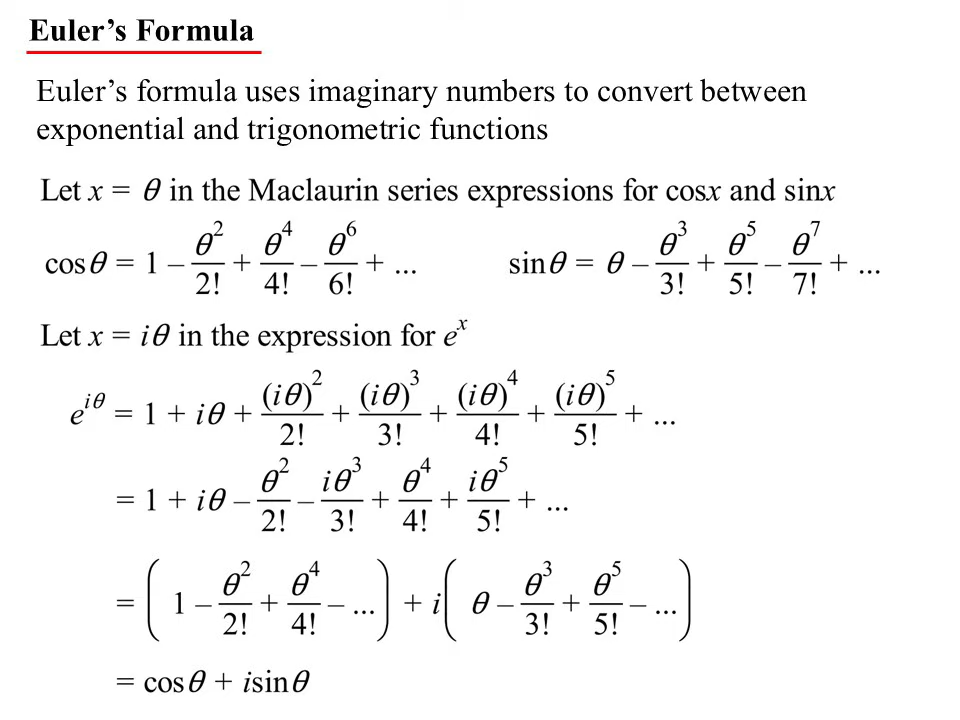 Euler’s Formula
Euler’s formula uses imaginary numbers to convert between
exponential and trigonometric functions
Let x = θ in the Maclaurin series expressions for cosx and sinx
cosθ = 1 – θ²/2! + θ⁴/4! – θ⁶/6! + ... sinθ = θ – θ³/3! + θ⁵/5! – θ⁷/7! + ...
Let x = iθ in the expression for eˣ
e^(iθ) = 1 + iθ + (iθ)²/2! + (iθ)³/3! + (iθ)⁴/4! + (iθ)⁵/5! + ...
= 1 + iθ – θ²/2! – iθ³/3! + θ⁴/4! + iθ⁵/5! + ...
= (1 – θ²/2! + θ⁴/4! – ...) + i(θ – θ³/3! + θ⁵/5! – ...)
= cosθ + isinθ